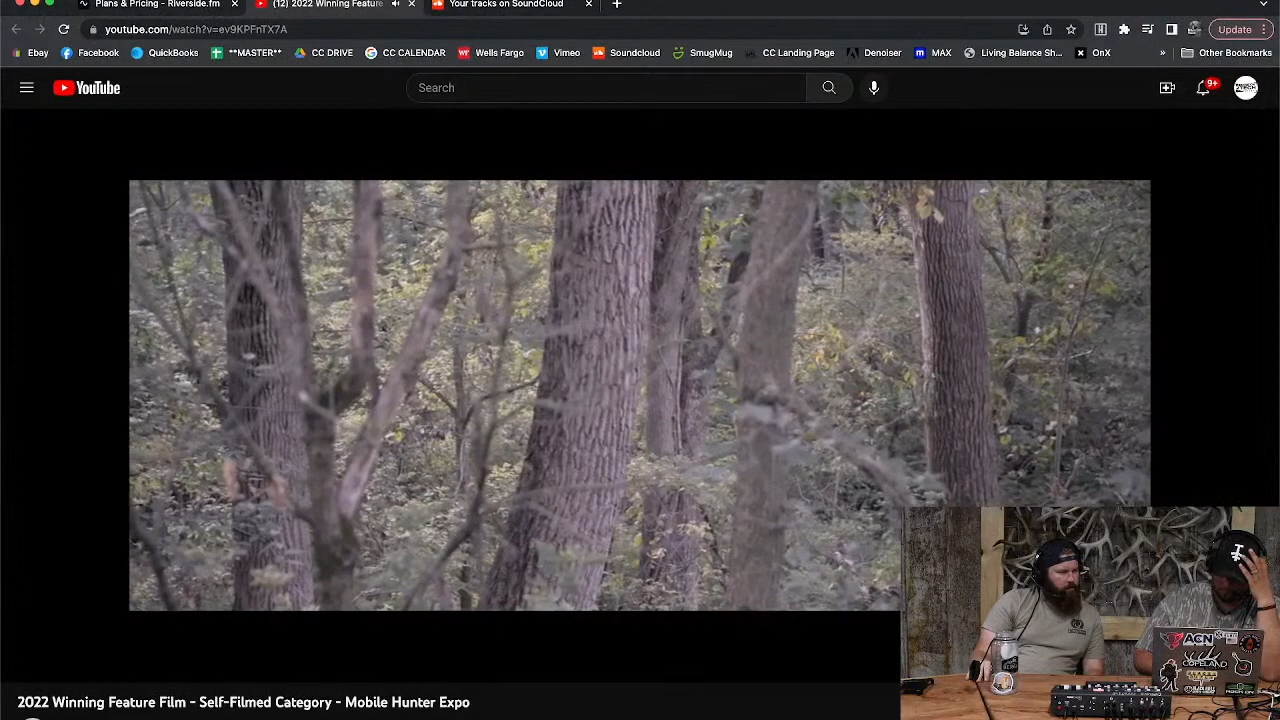 Plans & Pricing - Riverside.fm
(12) 2022 Winning Feature
Your tracks on SoundCloud
youtube.com/watch?v=ev9KPFnTX7A
Update
Ebay
Facebook
QuickBooks
**MASTER**
CC DRIVE
CC CALENDAR
Wells Fargo
Vimeo
Soundcloud
SmugMug
CC Landing Page
Denoiser
MAX
Living Balance Sh...
OnX
»
Other Bookmarks
YouTube
Search
9+
ACN
COPELAND
2022 Winning Feature Film - Self-Filmed Category - Mobile Hunter Expo